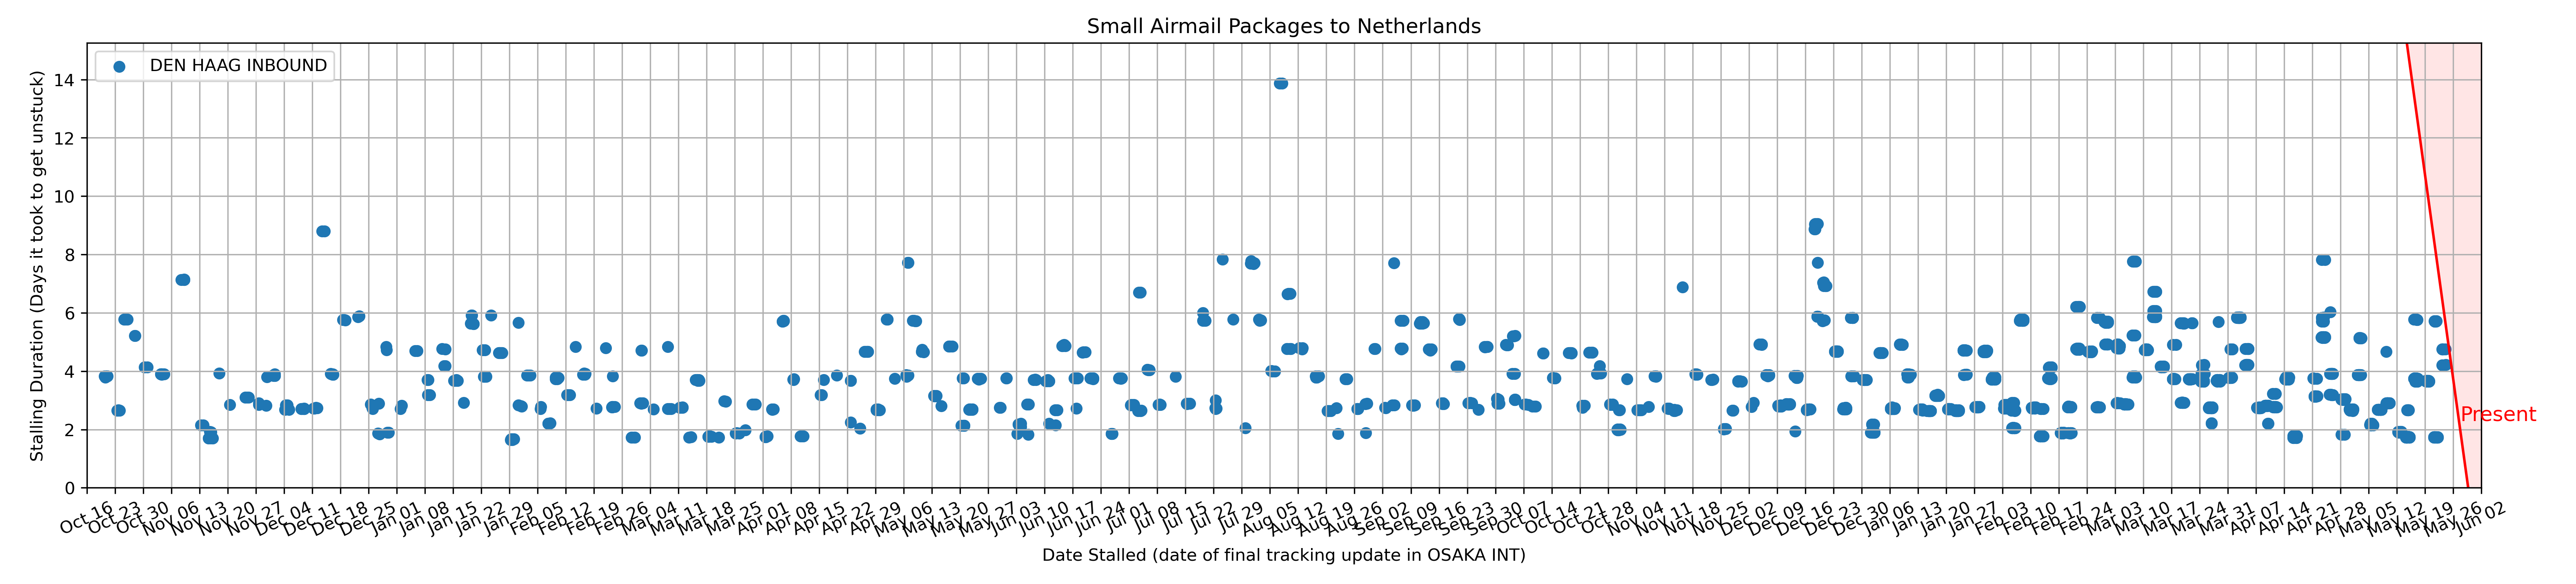 Small Airmail Packages to Netherlands
DEN HAAG INBOUND
Stalling Duration (Days it took to get unstuck)
14
12
10
8
6
4
2
0
Present
Oct 16 Oct 23 Oct 30 Nov 06 Nov 13 Nov 20 Nov 27 Dec 04 Dec 11 Dec 18 Dec 25 Jan 01 Jan 08 Jan 15 Jan 22 Jan 29 Feb 05 Feb 12 Feb 19 Feb 26 Mar 04 Mar 11 Mar 18 Mar 25 Apr 01 Apr 08 Apr 15 Apr 22 Apr 29 May 06 May 13 May 20 May 27 Jun 03 Jun 10 Jun 17 Jun 24 Jul 01 Jul 08 Jul 15 Jul 22 Jul 29 Aug 05 Aug 12 Aug 19 Aug 26 Sep 02 Sep 09 Sep 16 Sep 23 Sep 30 Oct 07 Oct 14 Oct 21 Oct 28 Nov 04 Nov 11 Nov 18 Nov 25 Dec 02 Dec 09 Dec 16 Dec 23 Dec 30 Jan 06 Jan 13 Jan 20 Jan 27 Feb 03 Feb 10 Feb 17 Feb 24 Mar 03 Mar 10 Mar 17 Mar 24 Mar 31 Apr 07 Apr 14 Apr 21 Apr 28 May 05 May 12 May 19 May 26 Jun 02
Date Stalled (date of final tracking update in OSAKA INT)